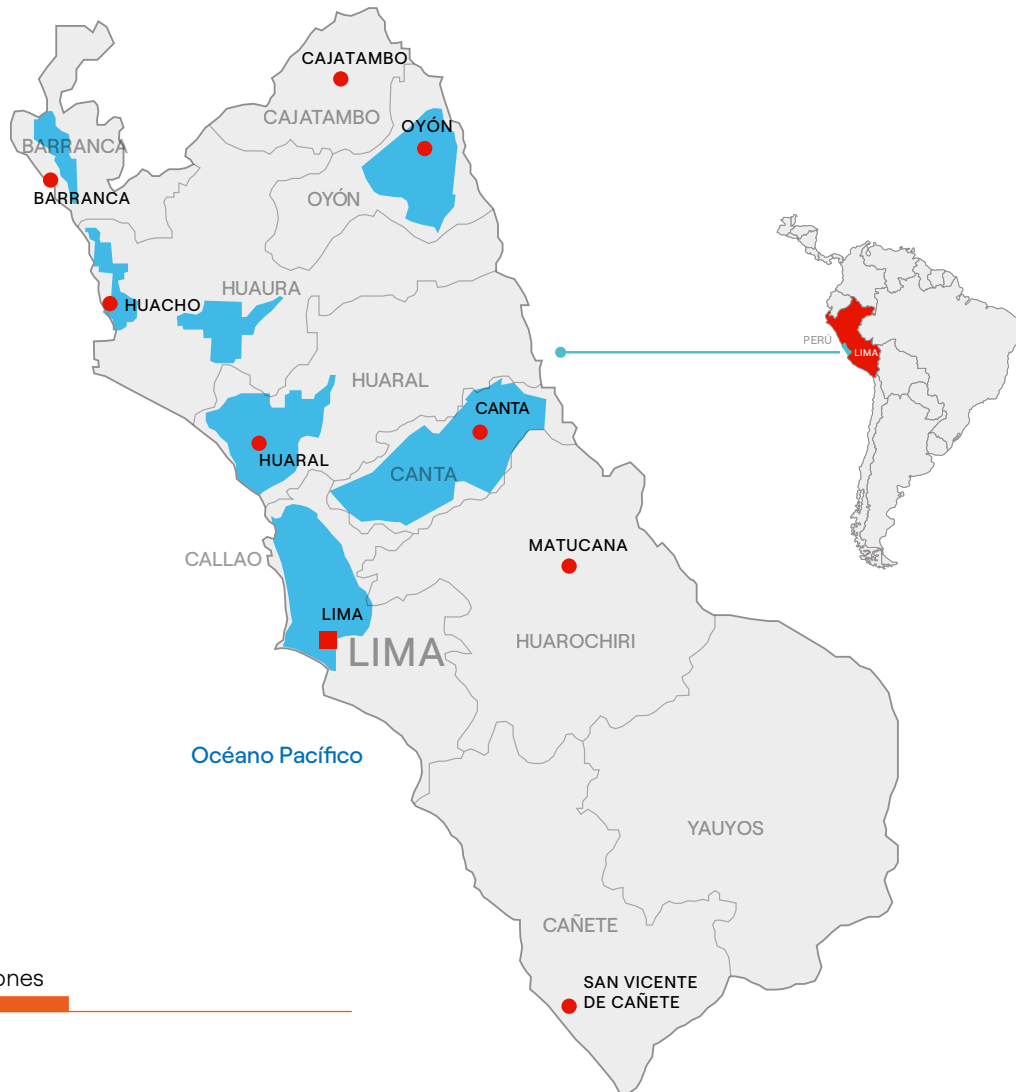 CAJATAMBO
CAJATAMBO
OYÓN
BARRANCA
BARRANCA
OYÓN
HUAURA
HUACHO
PERÚ
LIMA
HUARAL
CANTA
HUARAL
CANTA
CALLAO
MATUCANA
LIMA
LIMA
HUAROCHIRI
Océano Pacífico
YAUYOS
CAÑETE
ones
SAN VICENTE
DE CAÑETE